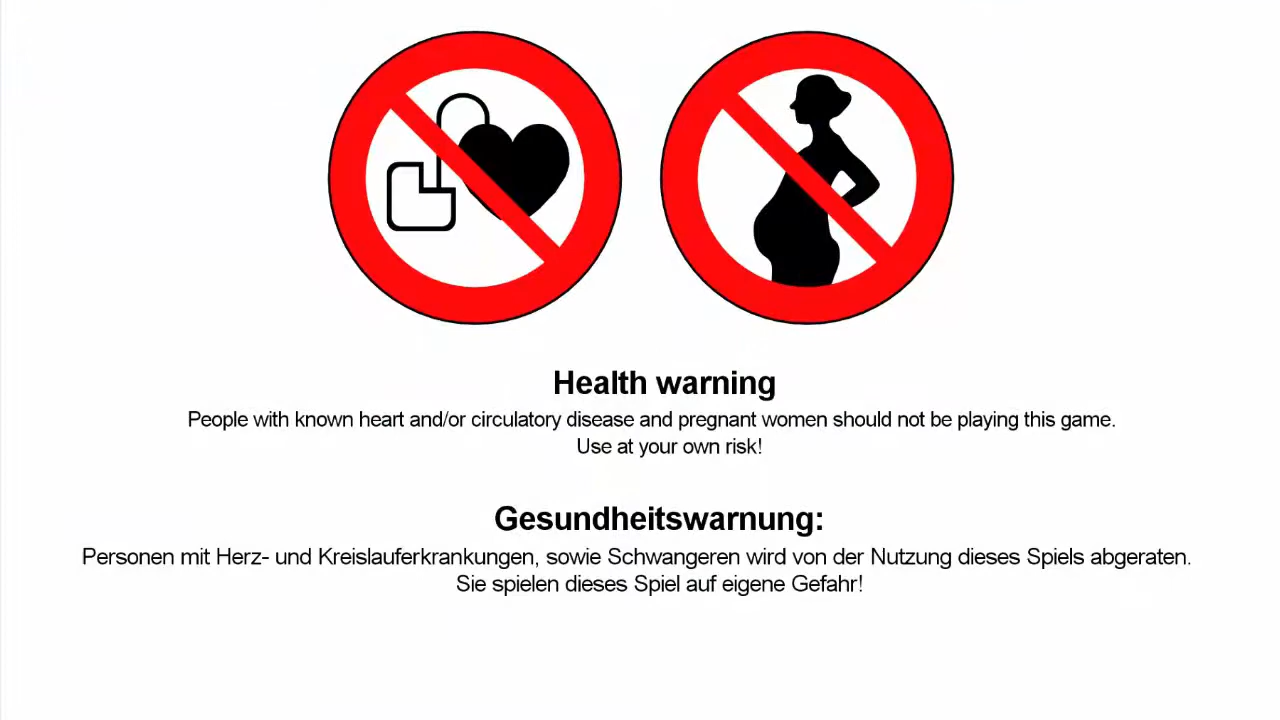 Health warning
People with known heart and/or circulatory disease and pregnant women should not be playing this game.
Use at your own risk!
Gesundheitswarnung:
Personen mit Herz- und Kreislauferkrankungen, sowie Schwangeren wird von der Nutzung dieses Spiels abgeraten.
Sie spielen dieses Spiel auf eigene Gefahr!